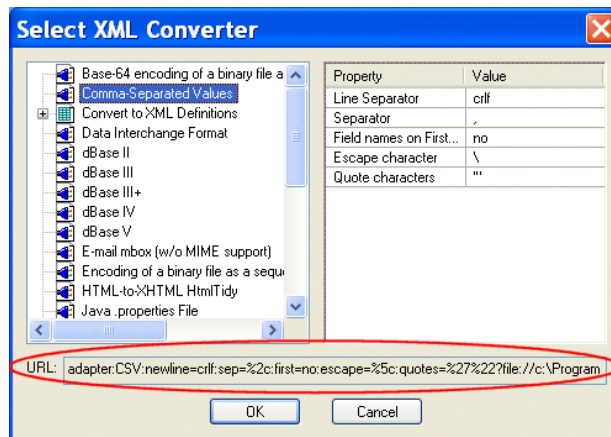 Select XML Converter
Base-64 encoding of a binary file a
Comma-Separated Values
Convert to XML Definitions
Data Interchange Format
dBase II
dBase III
dBase III+
dBase IV
dBase V
E-mail mbox (w/o MIME support)
Encoding of a binary file as a sequ
HTML-to-XHTML HtmlTidy
Java .properties File
Property Value
Line Separator crlf
Separator ,
Field names on First... no
Escape character \
Quote characters "'
URL: adapter:CSV:newline=crlf:sep=%2c:first=no:escape=%5c:quotes=%27%22?file://c:\Program
OK Cancel